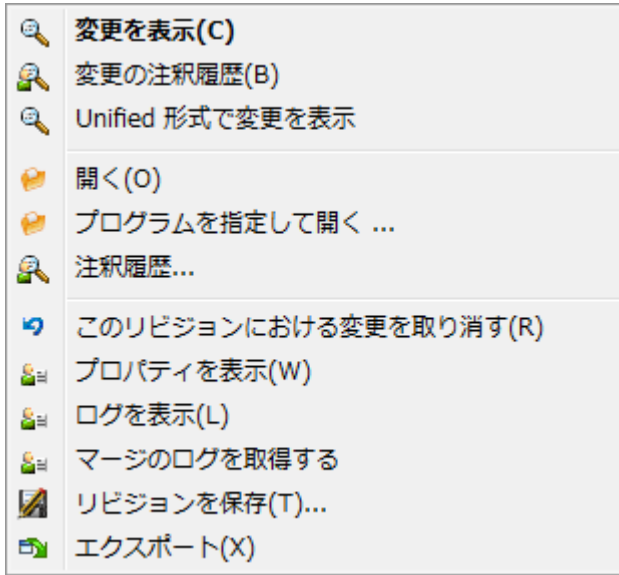 変更を表示(C)
変更の注釈履歴(B)
Unified 形式で変更を表示
開く(O)
プログラムを指定して開く ...
注釈履歴...
このリビジョンにおける変更を取り消す(R)
プロパティを表示(W)
ログを表示(L)
マージのログを取得する
リビジョンを保存(T)...
エクスポート(X)